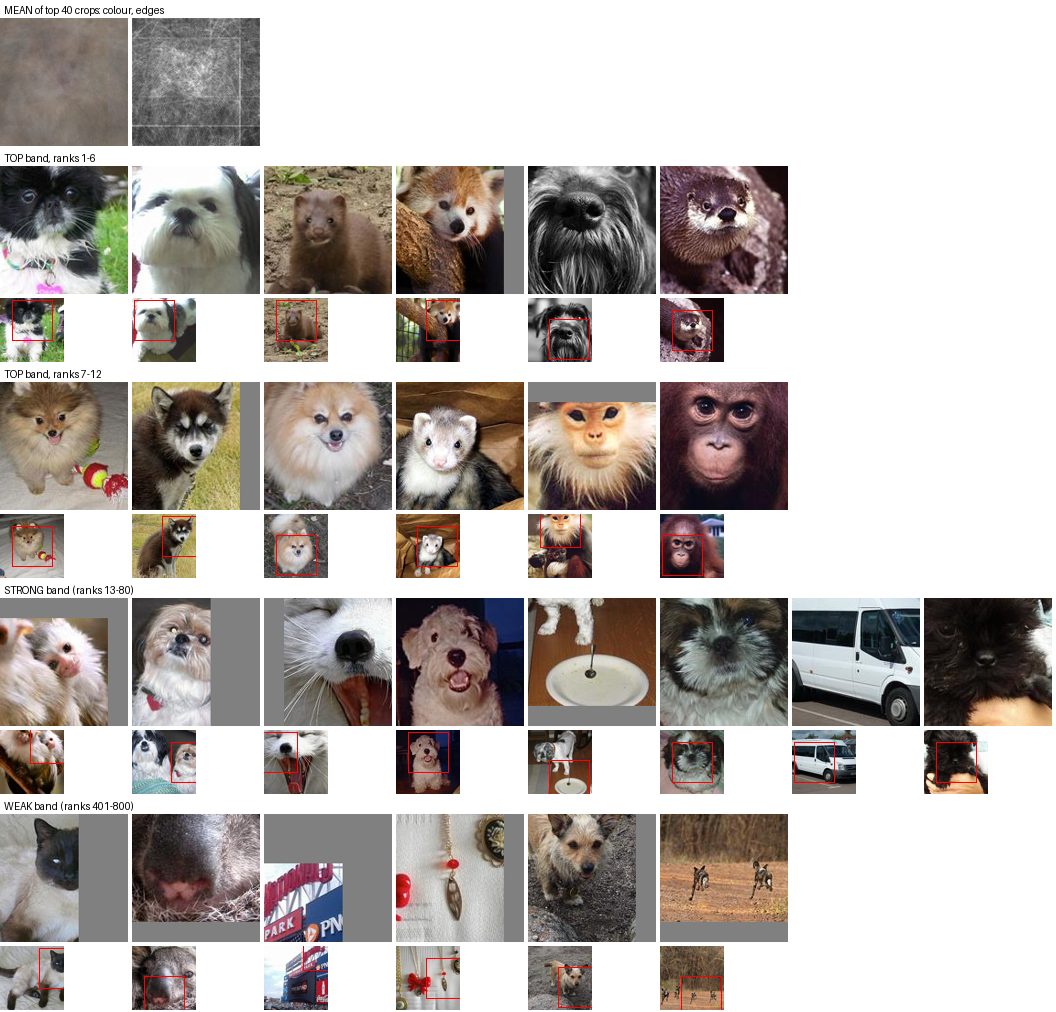 MEAN of top 40 crops: colour, edges
TOP band, ranks 1-6
TOP band, ranks 7-12
STRONG band (ranks 13-80)
WEAK band (ranks 401-800)
PARK
PN